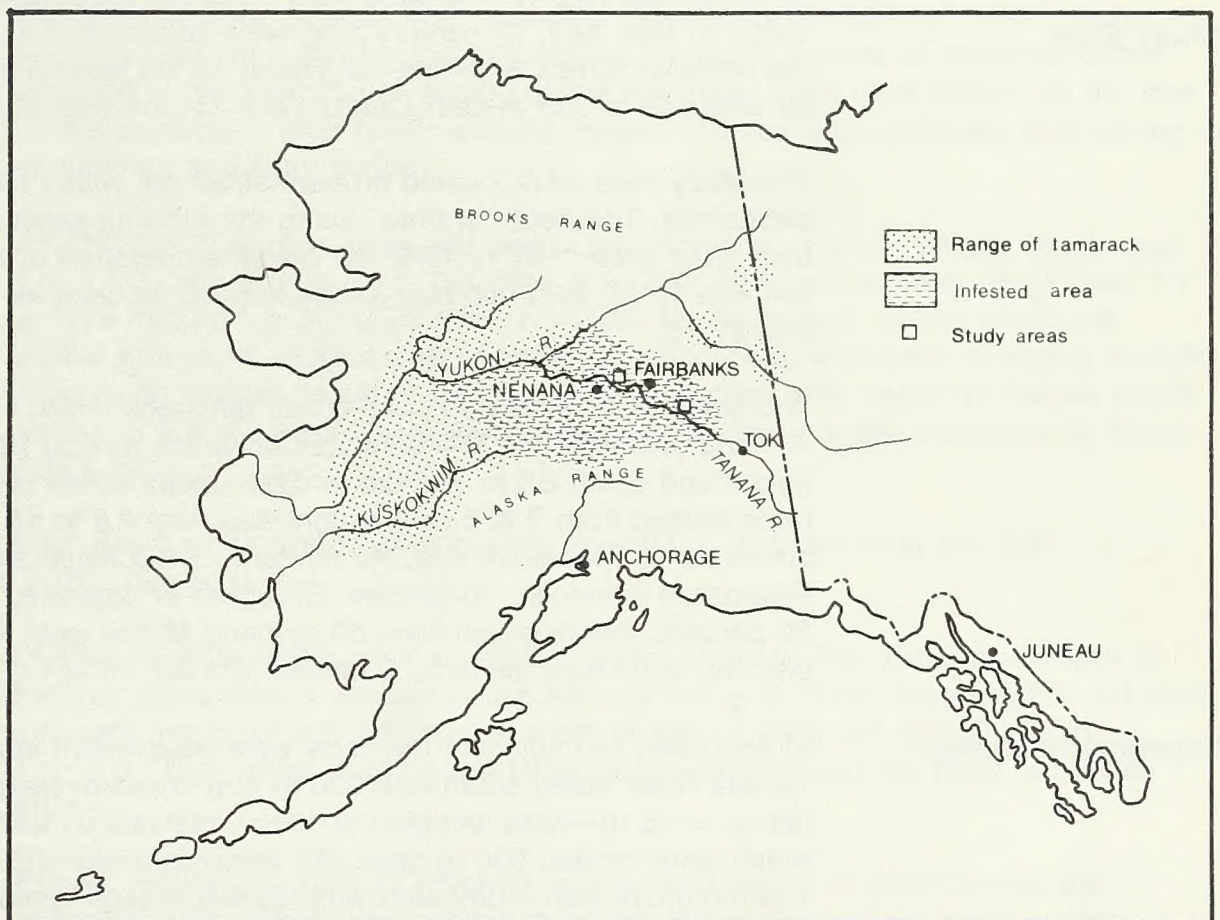 BROOKS RANGE
Range of tamarack
Infested area
Study areas
YUKON R.
FAIRBANKS
NENANA
TOK
TANANA R.
KUSKOKWIM R.
ALASKA RANGE
ANCHORAGE
JUNEAU